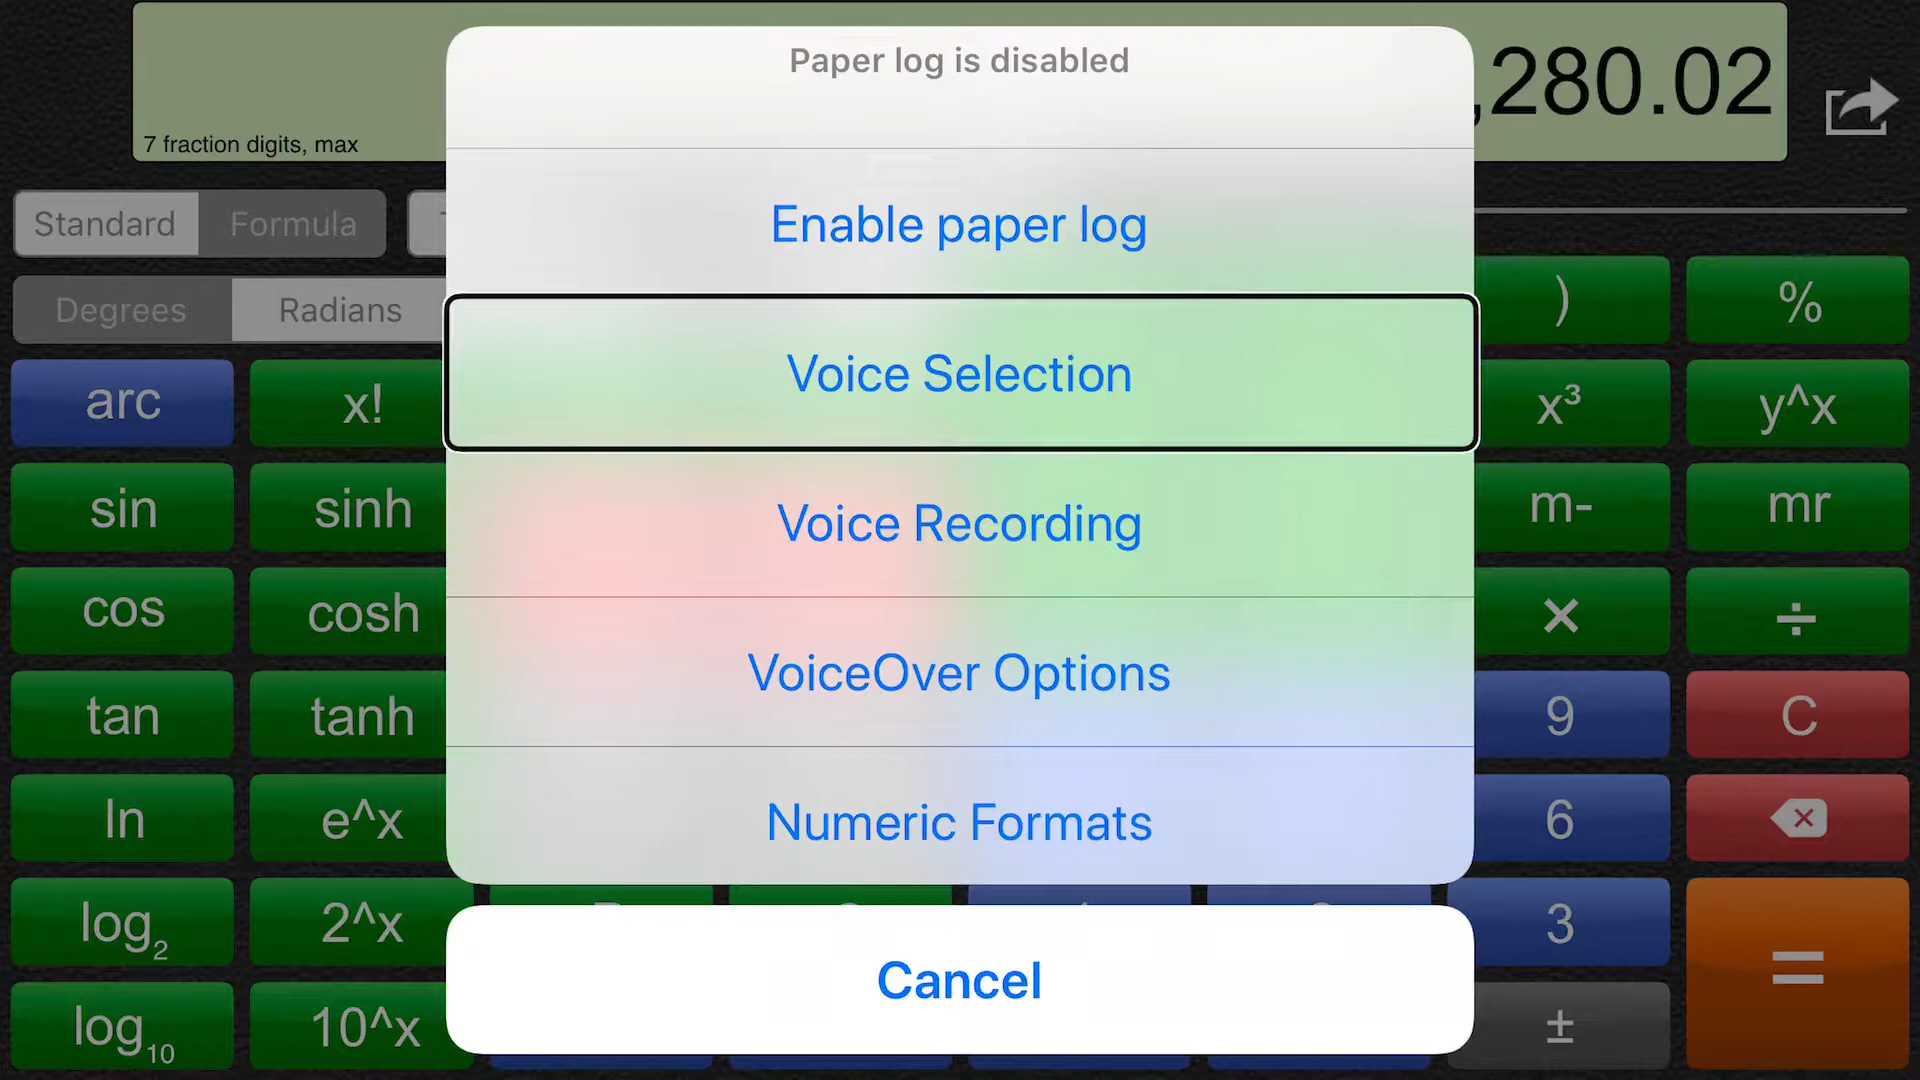 Paper log is disabled
,280.02
7 fraction digits, max
Standard
Formula
Enable paper log
Degrees
Radians
Voice Selection
)
%
arc
x!
x³
y^x
sin
sinh
Voice Recording
m-
mr
cos
cosh
×
÷
VoiceOver Options
tan
tanh
9
C
ln
e^x
Numeric Formats
6
log₂
2^x
3
Cancel
=
log₁₀
10^x
±